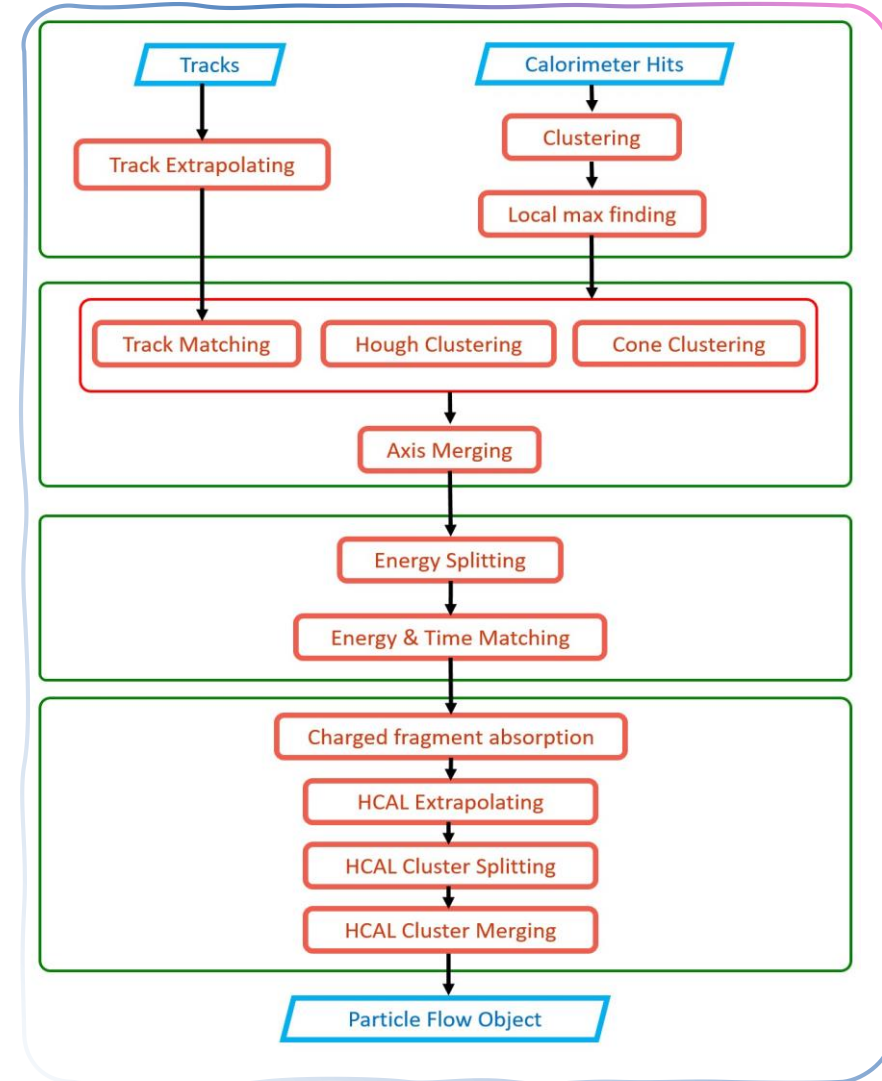 Tracks
Calorimeter Hits
Track Extrapolating
Clustering
Local max finding
Track Matching
Hough Clustering
Cone Clustering
Axis Merging
Energy Splitting
Energy & Time Matching
Charged fragment absorption
HCAL Extrapolating
HCAL Cluster Splitting
HCAL Cluster Merging
Particle Flow Object